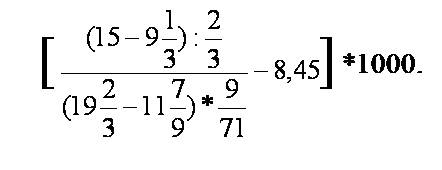 [ ((15 − 9 1/3) : 2/3) / ((19 2/3 − 11 7/9) * 9/71) − 8,45 ] *1000.